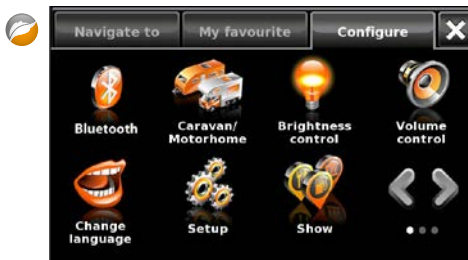 Navigate to
My favourite
Configure
Bluetooth
Caravan/
Motorhome
Brightness
control
Volume
control
Change
language
Setup
Show